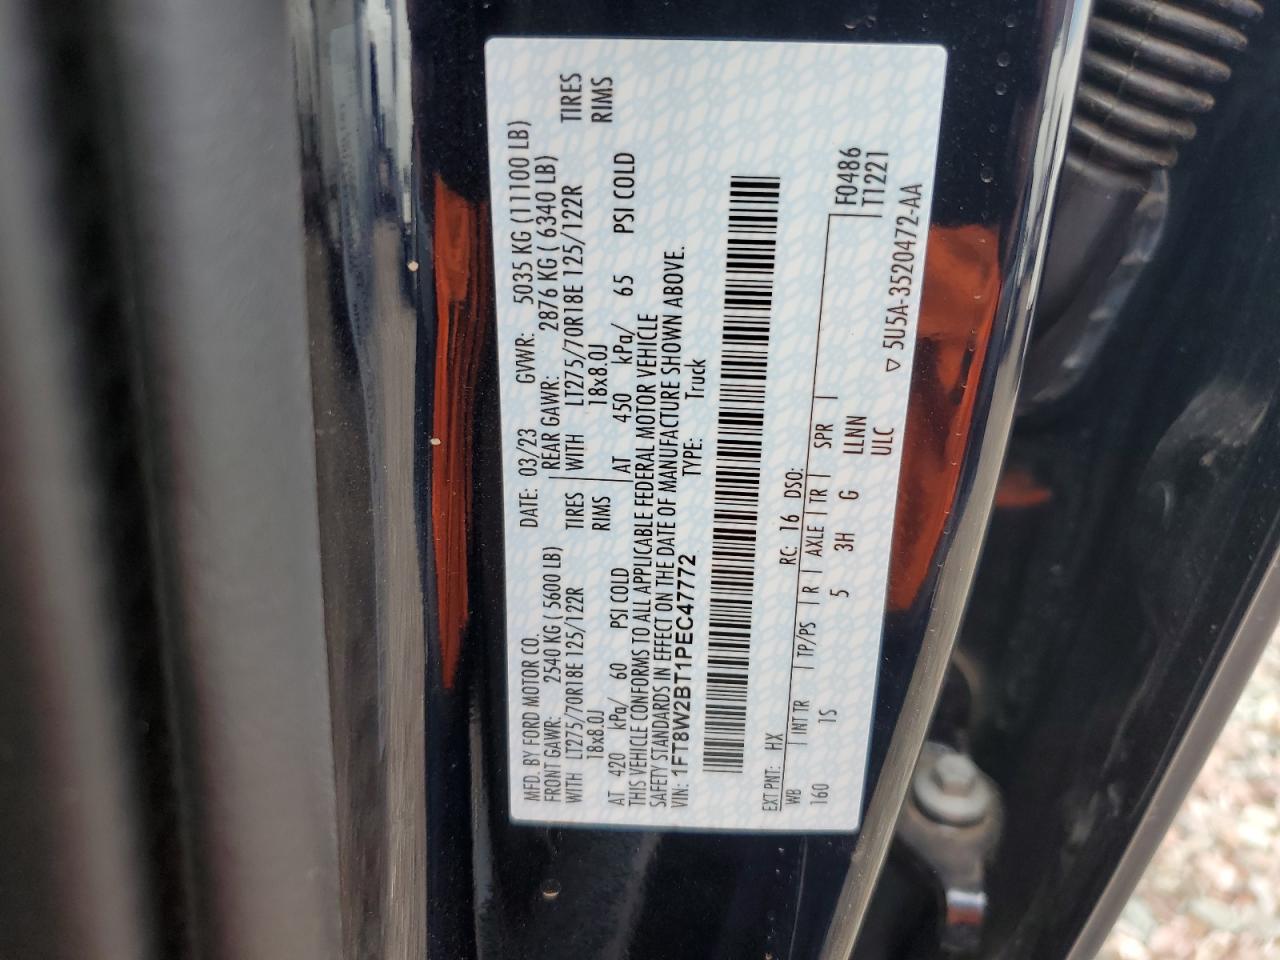 MFD. BY FORD MOTOR CO. DATE: 03/23 GVWR: 5035 KG (11100 LB)
FRONT GAWR: 2540 KG ( 5600 LB) REAR GAWR: 2876 KG ( 6340 LB)
WITH LT275/70R18E 125/122R TIRES WITH LT275/70R18E 125/122R TIRES
18x8.0J RIMS 18x8.0J RIMS
AT 420 kPa/ 60 PSI COLD AT 450 kPa/ 65 PSI COLD
THIS VEHICLE CONFORMS TO ALL APPLICABLE FEDERAL MOTOR VEHICLE
SAFETY STANDARDS IN EFFECT ON THE DATE OF MANUFACTURE SHOWN ABOVE.
VIN: 1FT8W2BT1PEC47772 TYPE: Truck
EXT PNT: HX RC: 16 DSO:
WB INT TR TP/PS R AXLE TR SPR F0486
160 1S 5 3H G LLNN T1221
ULC
▽ 5U5A-3520472-AA